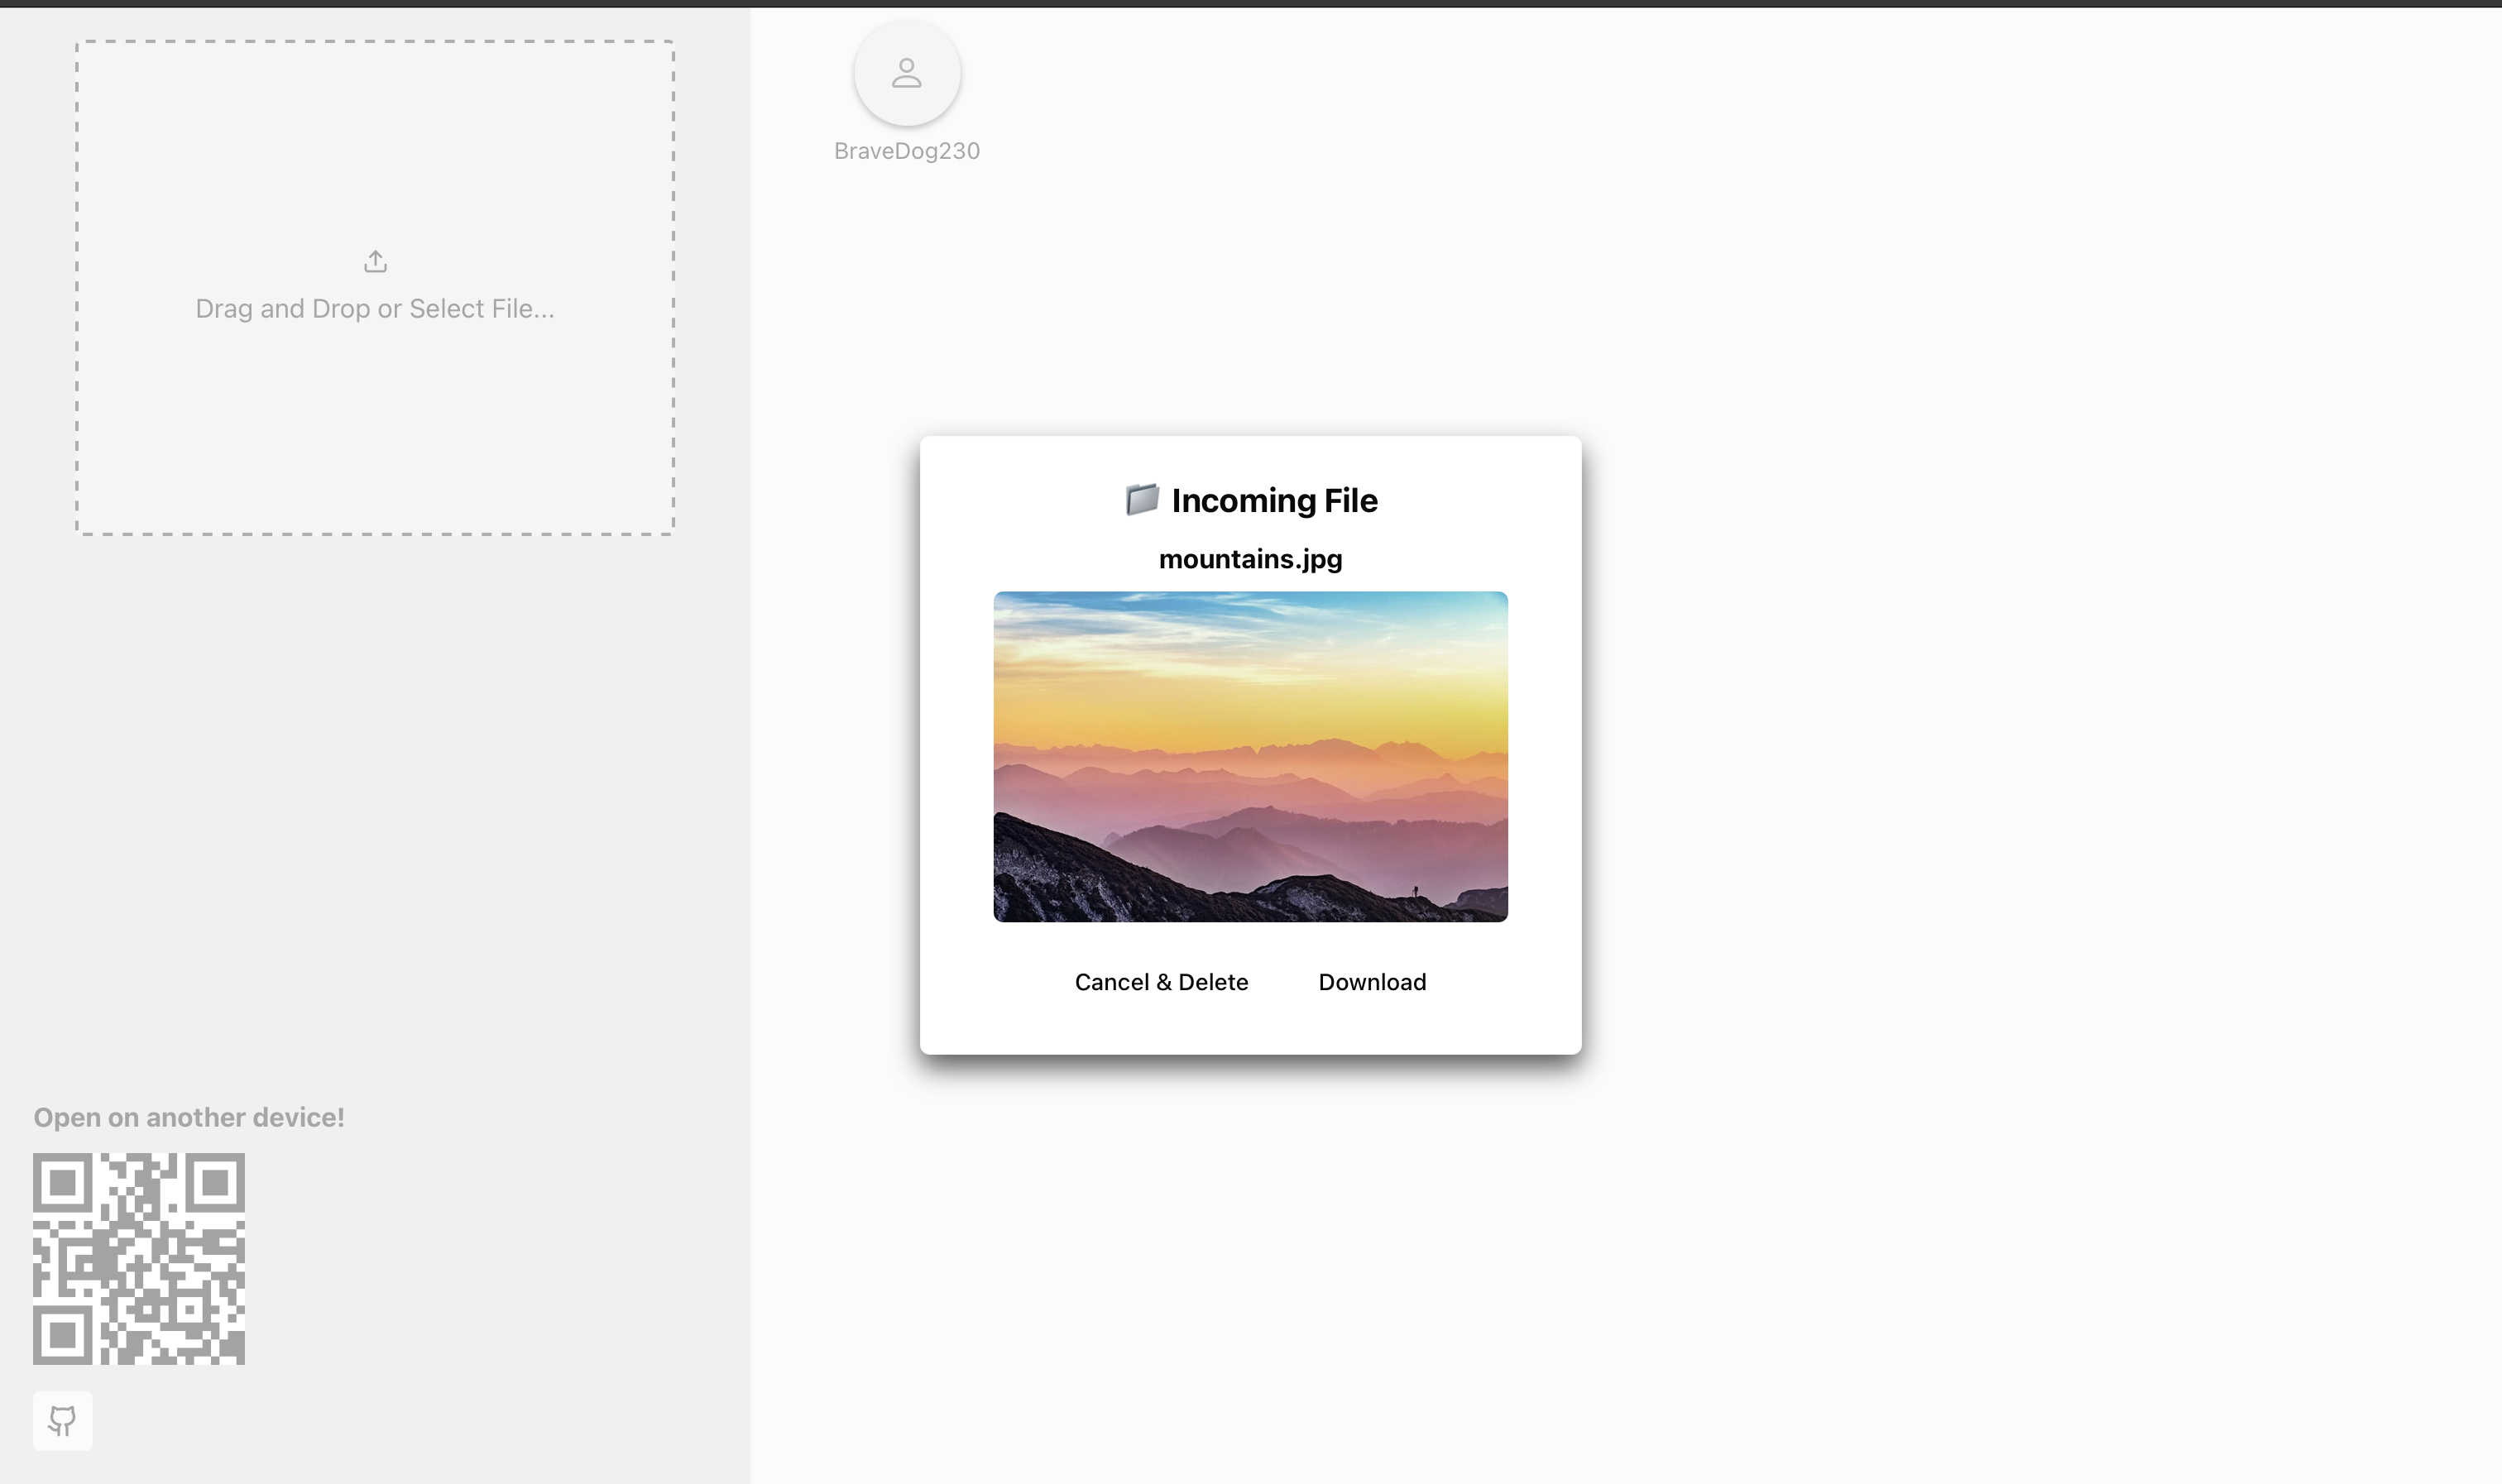 BraveDog230
Drag and Drop or Select File...
Incoming File
mountains.jpg
Cancel & Delete
Download
Open on another device!